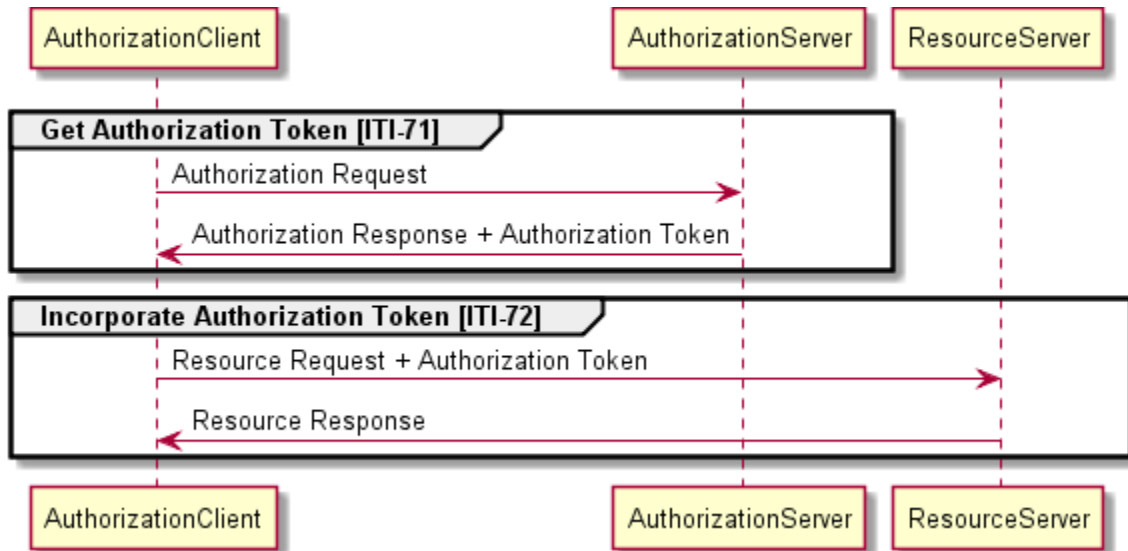 AuthorizationClient
AuthorizationServer
ResourceServer
Get Authorization Token [ITI-71]
Authorization Request
Authorization Response + Authorization Token
Incorporate Authorization Token [ITI-72]
Resource Request + Authorization Token
Resource Response
AuthorizationClient
AuthorizationServer
ResourceServer